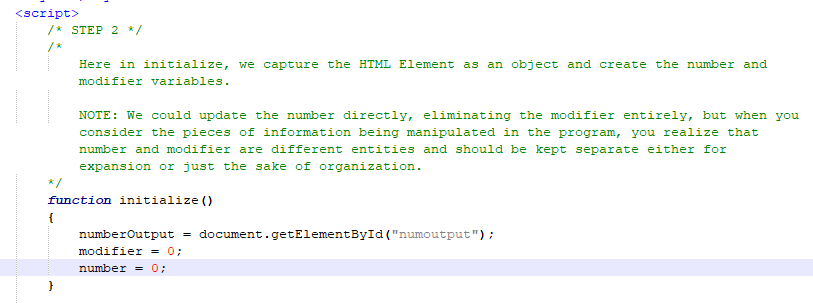 <script>
/* STEP 2 */
/*
Here in initialize, we capture the HTML Element as an object and create the number and
modifier variables.
NOTE: We could update the number directly, eliminating the modifier entirely, but when you
consider the pieces of information being manipulated in the program, you realize that
number and modifier are different entities and should be kept separate either for
expansion or just the sake of organization.
*/
function initialize()
{
numberOutput = document.getElementById("numoutput");
modifier = 0;
number = 0;
}